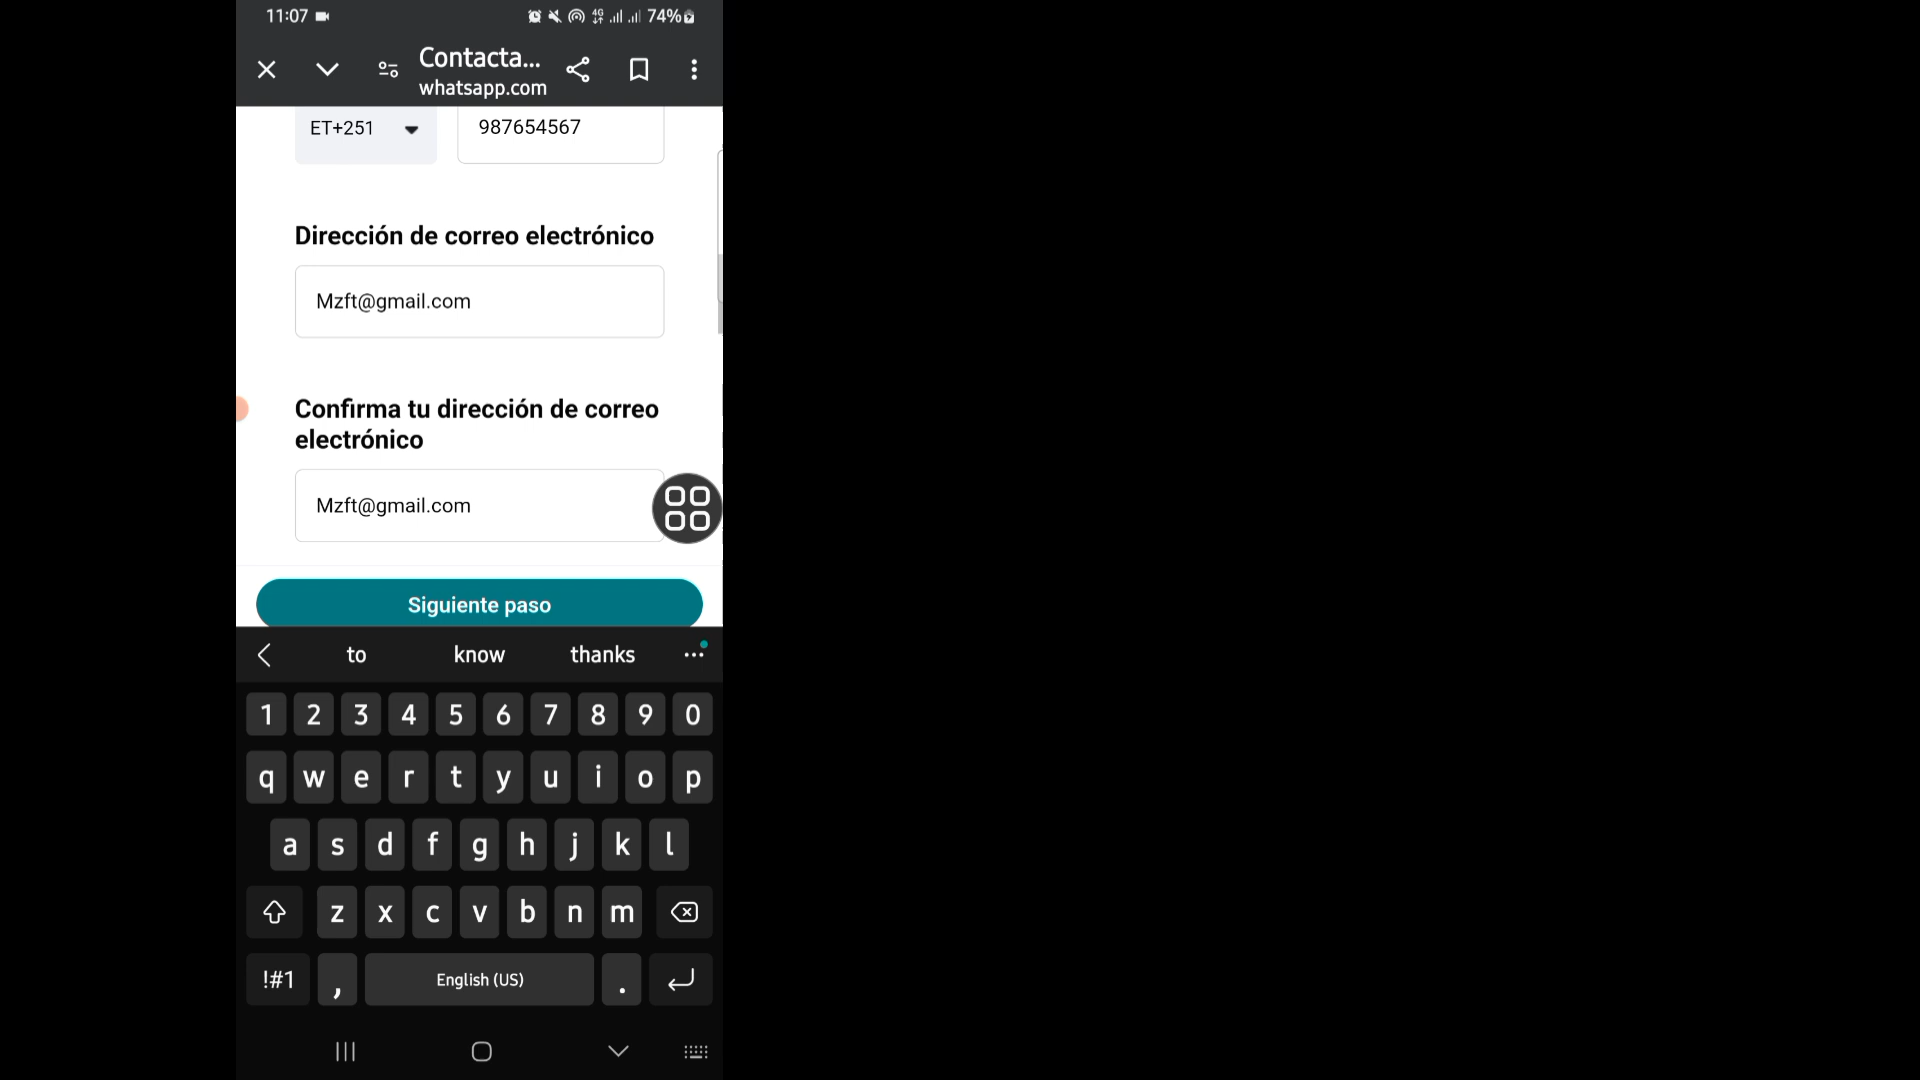 11:07 4G 74%
Contacta...
whatsapp.com
ET+251 987654567
Dirección de correo electrónico
Mzft@gmail.com
Confirma tu dirección de correo
electrónico
Mzft@gmail.com
Siguiente paso
to know thanks
1 2 3 4 5 6 7 8 9 0
q w e r t y u i o p
a s d f g h j k l
z x c v b n m
!#1 , English (US) .